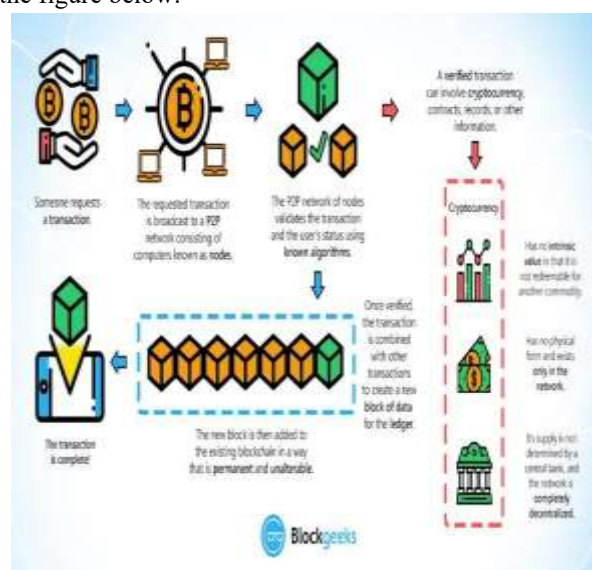 the figure below.
Someone requests
a transaction.
The requested transaction
is broadcast to a P2P
network consisting of
computers known as nodes.
The P2P network of nodes
validates the transaction
and the user's status using
known algorithms.
A verified transaction
can involve cryptocurrency,
contracts, records, or other
information.
Cryptocurrency
Has no intrinsic
value in that it is
not redeemable for
another commodity.
Has no physical
form and exists
only in the
network.
It's supply is not
determined by a
central bank, and
the network is
completely
decentralized.
Once verified,
the transaction
is combined
with other
transactions
to create a new
block of data
for the ledger.
The new block is then added to
the existing blockchain in a way
that is permanent and unalterable.
The transaction
is complete!
Blockgeeks